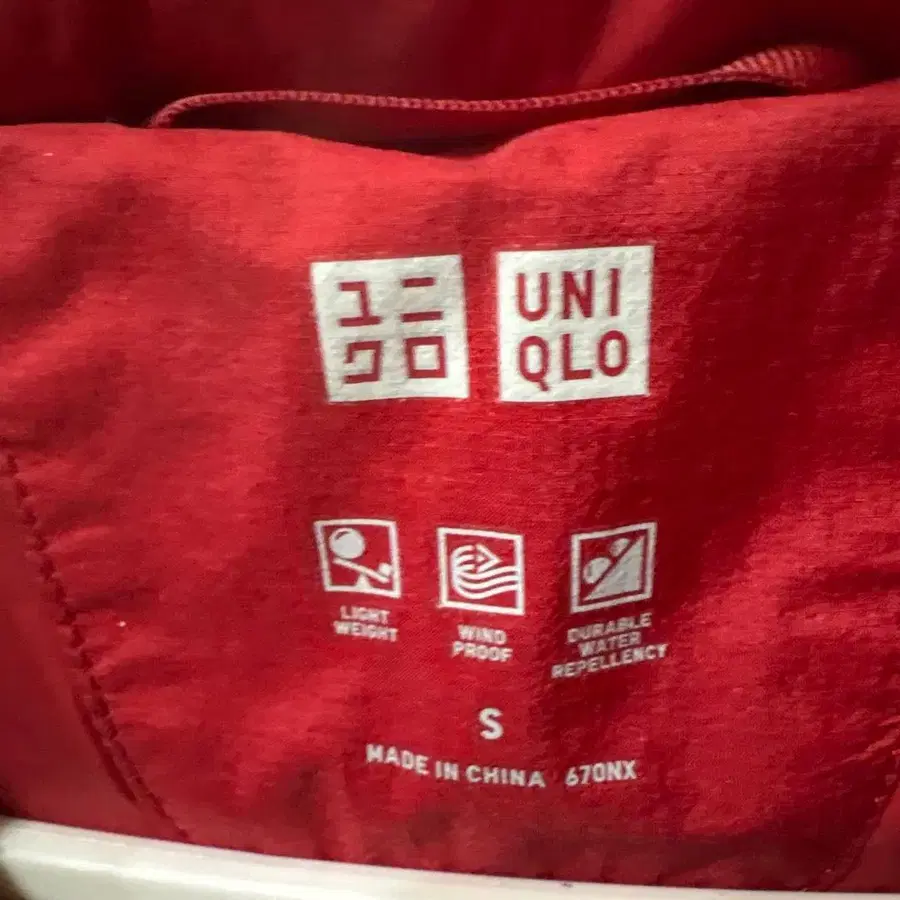 ユニ
クロ
UNI
QLO
LIGHT
WEIGHT
WIND
PROOF
DURABLE
WATER
REPELLENCY
S
MADE IN CHINA 670NX